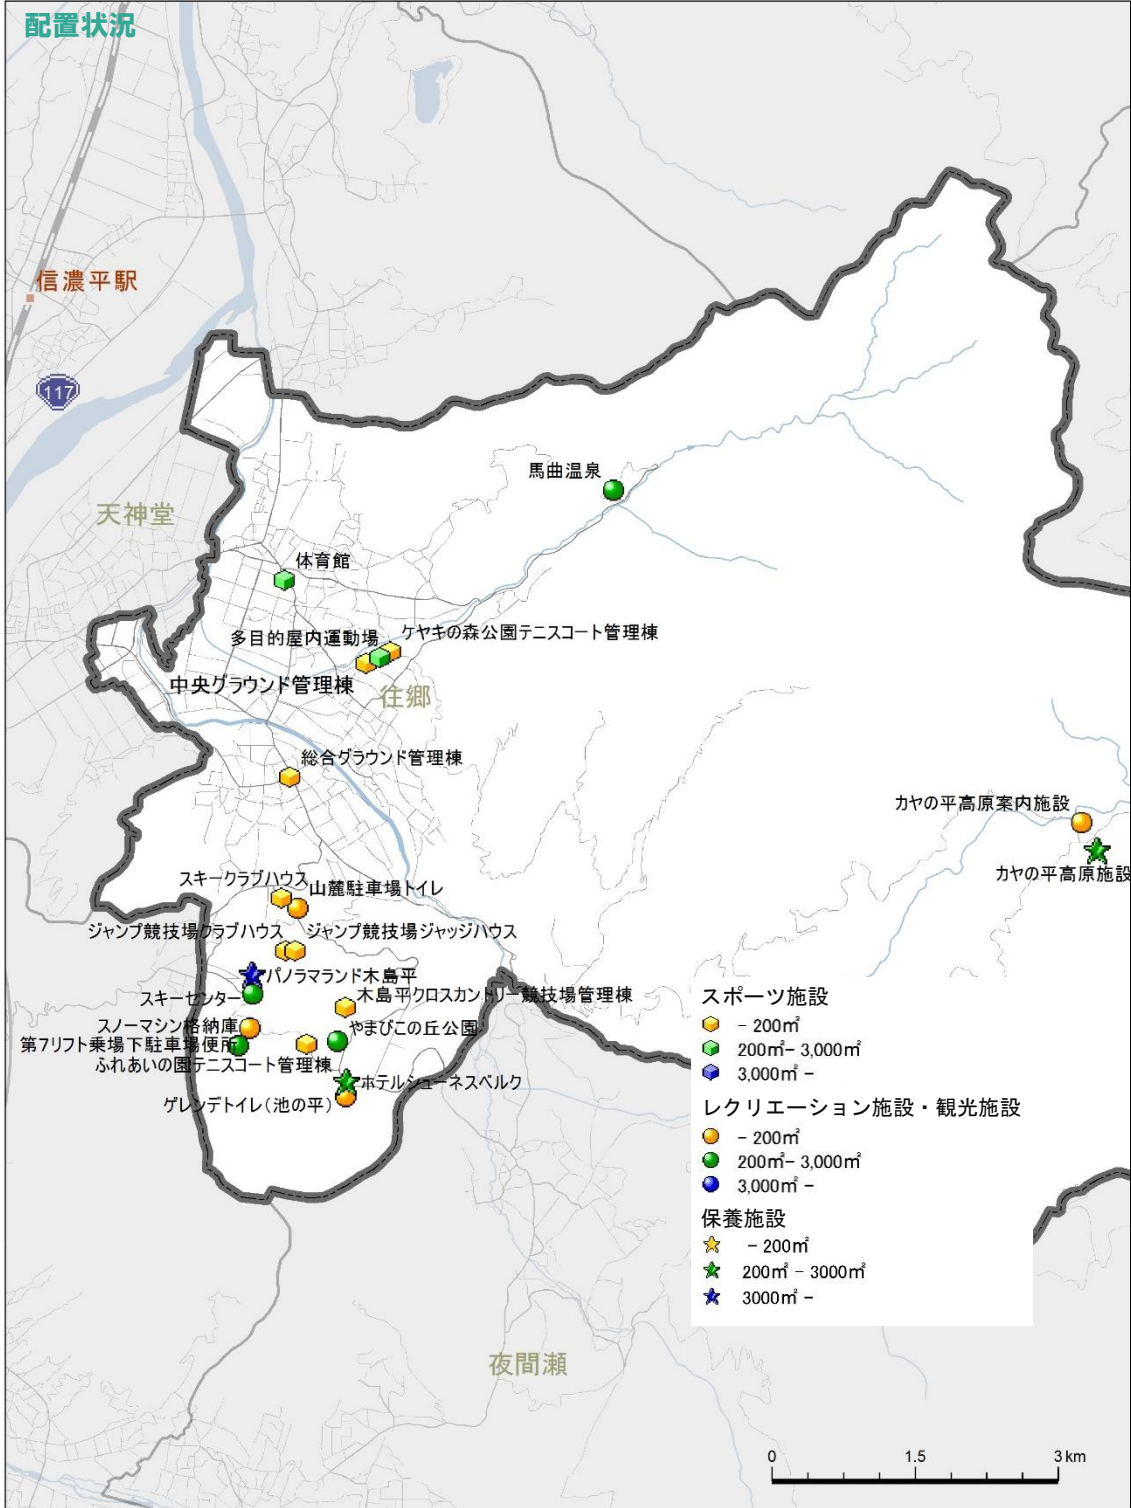 配置状況
信濃平駅
117
馬曲温泉
天神堂
体育館
ケヤキの森公園テニスコート管理棟
多目的屋内運動場
中央グラウンド管理棟
往郷
総合グラウンド管理棟
カヤの平高原案内施設
カヤの平高原施設
スキークラブハウス
山麓駐車場トイレ
ジャンプ競技場クラブハウス
ジャンプ競技場ジャッジハウス
パノラマランド木島平
スキーセンター
木島平クロスカントリー競技場管理棟
スノーマシン格納庫
やまびこの丘公園
第7リフト乗場下駐車場便所
ふれあいの園テニスコート管理棟
ホテルシューネスベルク
ゲレンデトイレ(池の平)
スポーツ施設
- 200㎡
200㎡- 3,000㎡
3,000㎡ -
レクリエーション施設・観光施設
- 200㎡
200㎡- 3,000㎡
3,000㎡ -
保養施設
- 200㎡
200㎡ - 3000㎡
3000㎡ -
夜間瀬
0 1.5 3 km